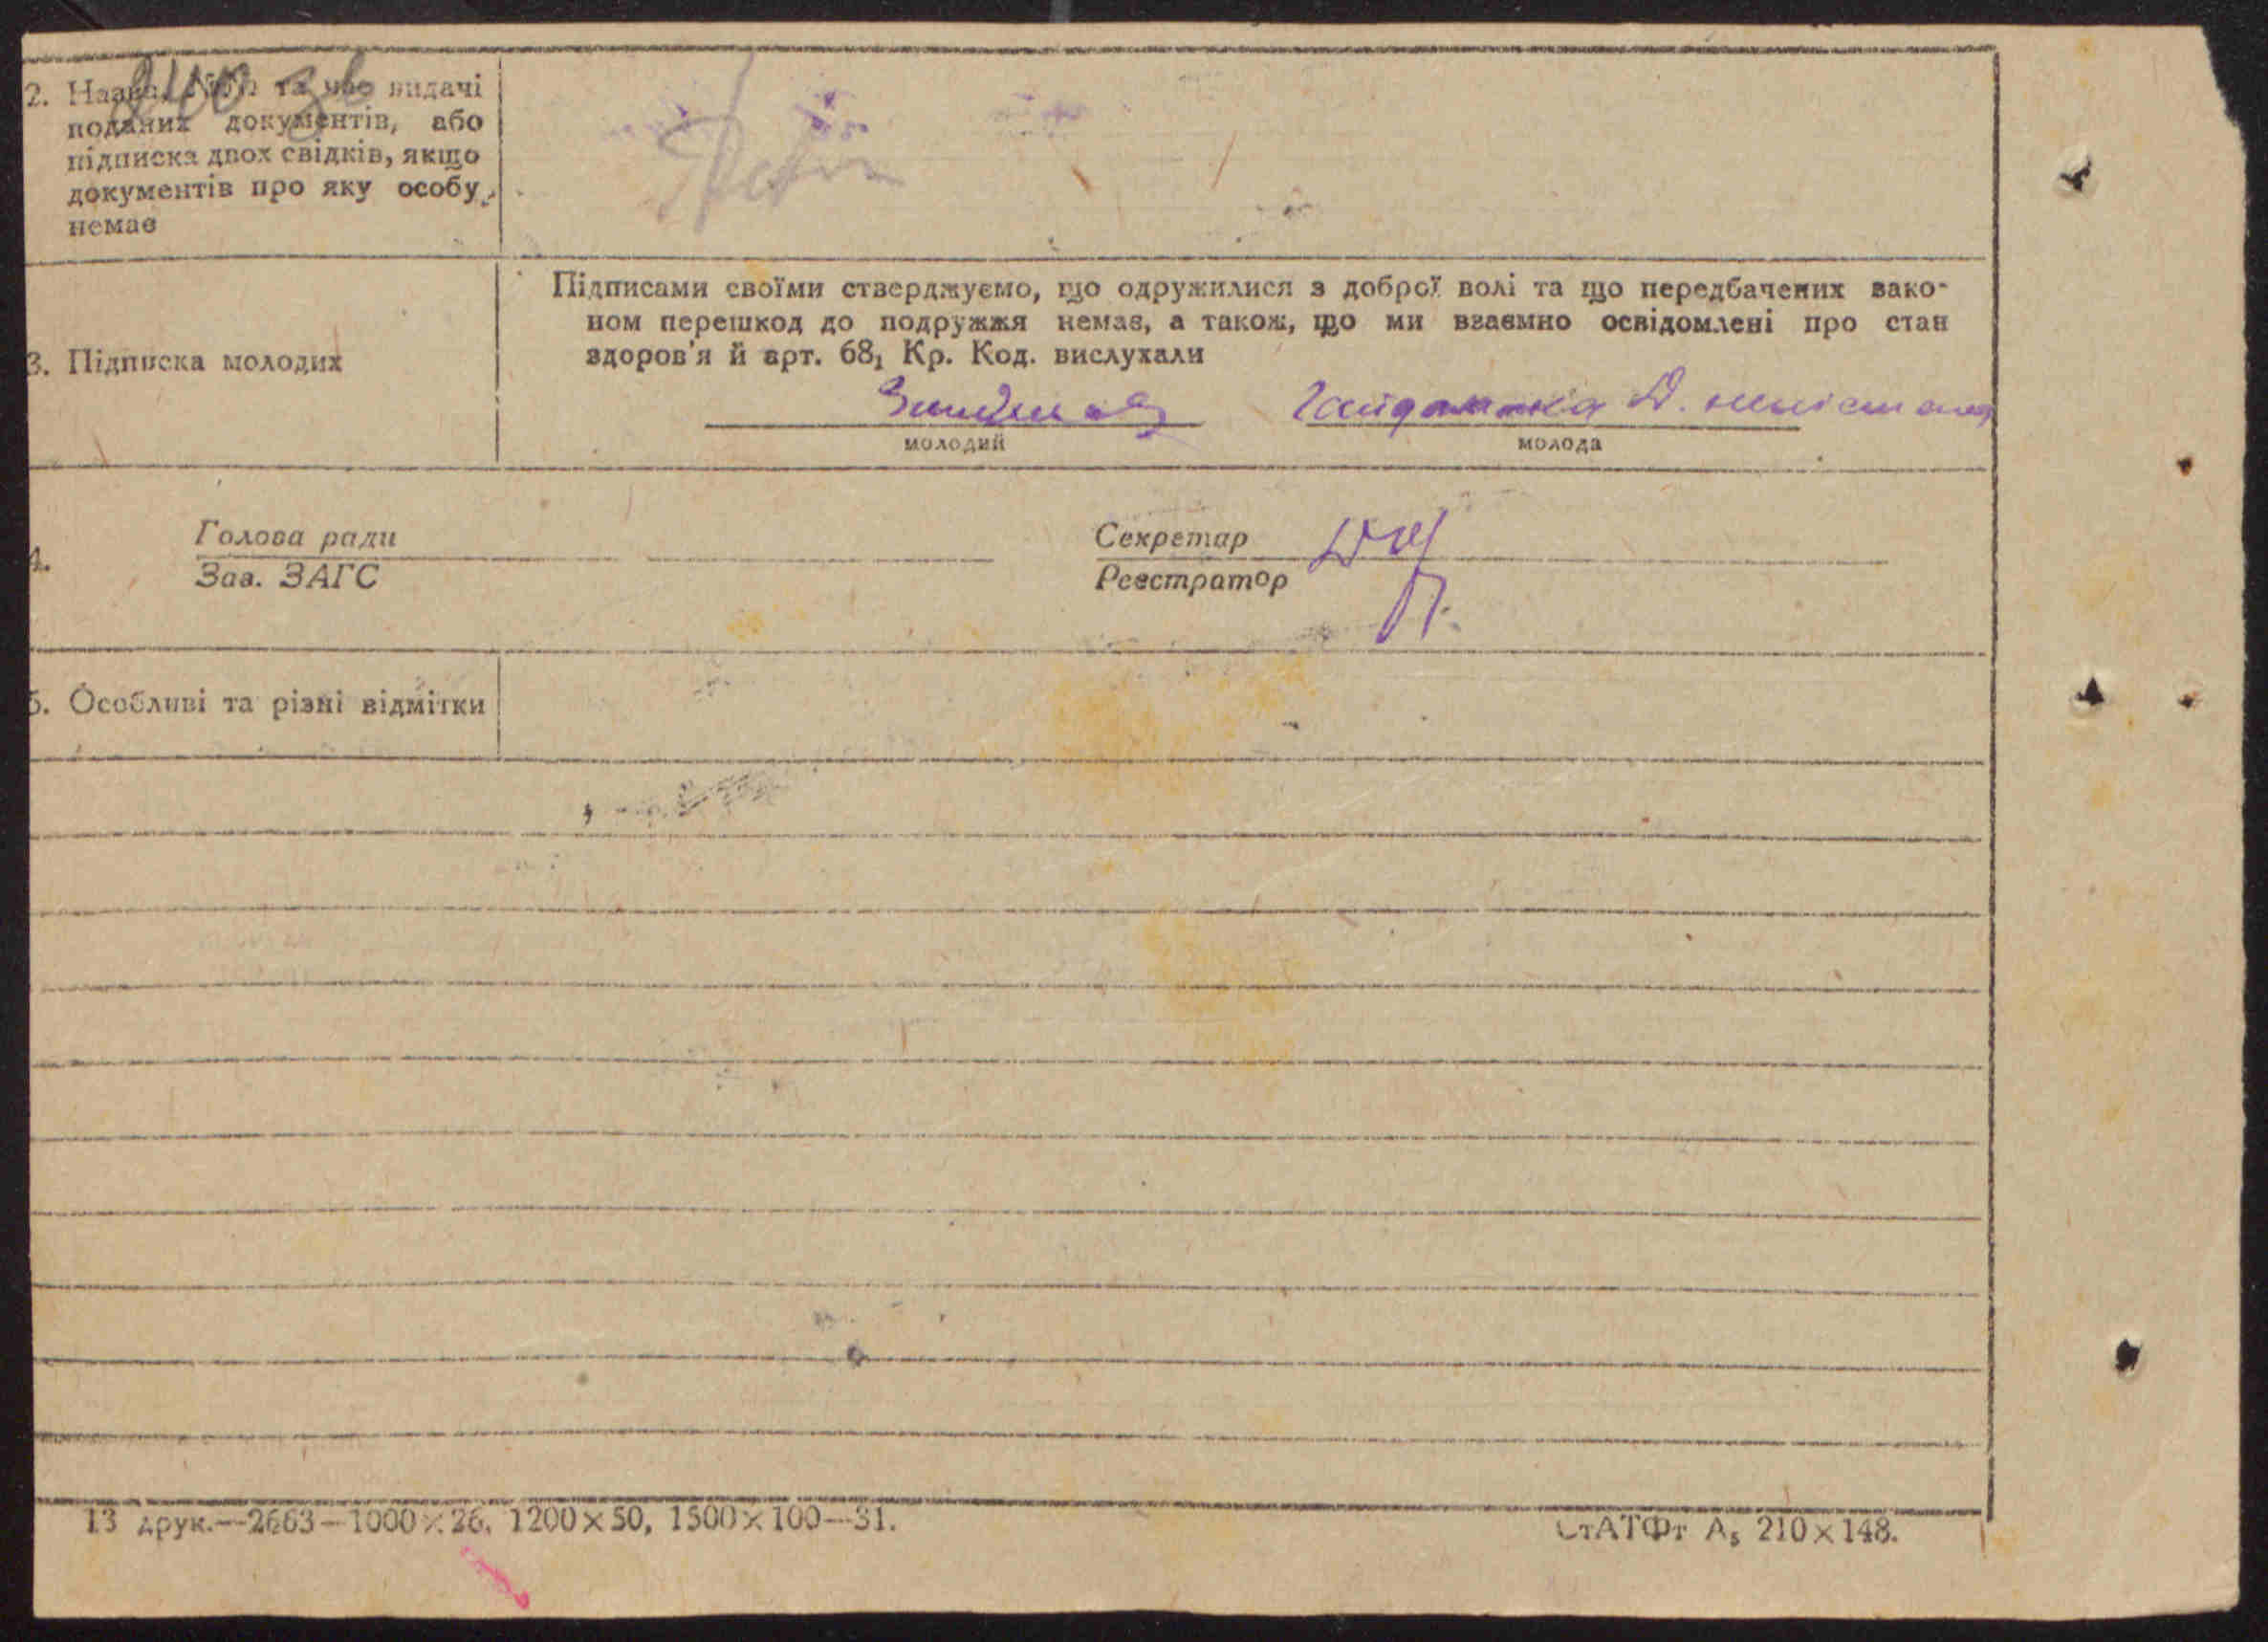 2. Назва, №№ та час видачі
поданих документів, або
підписка двох свідків, якщо
документів про яку особу
немає
Підписами своїми стверджуємо, що одружилися з доброї волі та що передбачених зако-
ном перешкод до подружжя немає, а також, що ми взаємно освідомлені про стан
здоров'я й арт. 68₁ Кр. Код. вислухали
3. Підписка молодих
Гайдамака
молодий молода
Голова ради Секретар
4.
Зав. ЗАГС Реєстратор
5. Особливі та різні відмітки
13 друк.—2663—1000×26, 1200×50, 1500×100—31. СтАТФт А₅ 210×148.